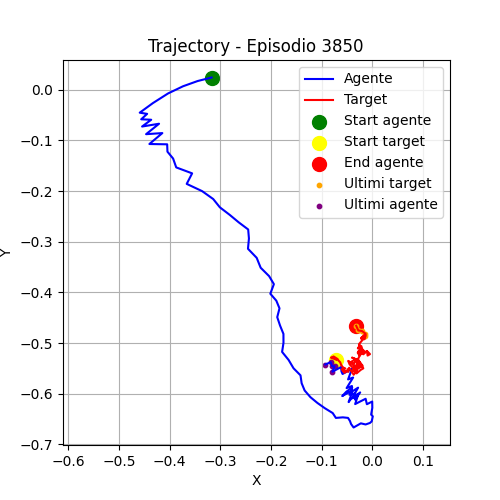 Trajectory - Episodio 3850
Agente
Target
Start agente
Start target
End agente
Ultimi target
Ultimi agente
0.0
−0.1
−0.2
−0.3
−0.4
−0.5
−0.6
−0.7
Y
−0.6
−0.5
−0.4
−0.3
−0.2
−0.1
0.0
0.1
X